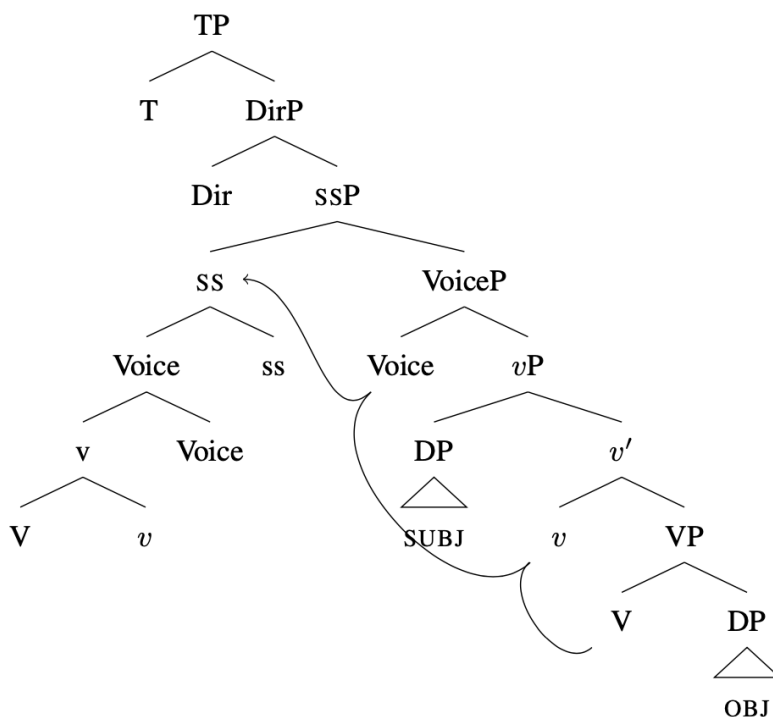 TP
T DirP
Dir ssP
ss VoiceP
Voice ss Voice vP
v Voice DP v′
V v SUBJ v VP
V DP
OBJ